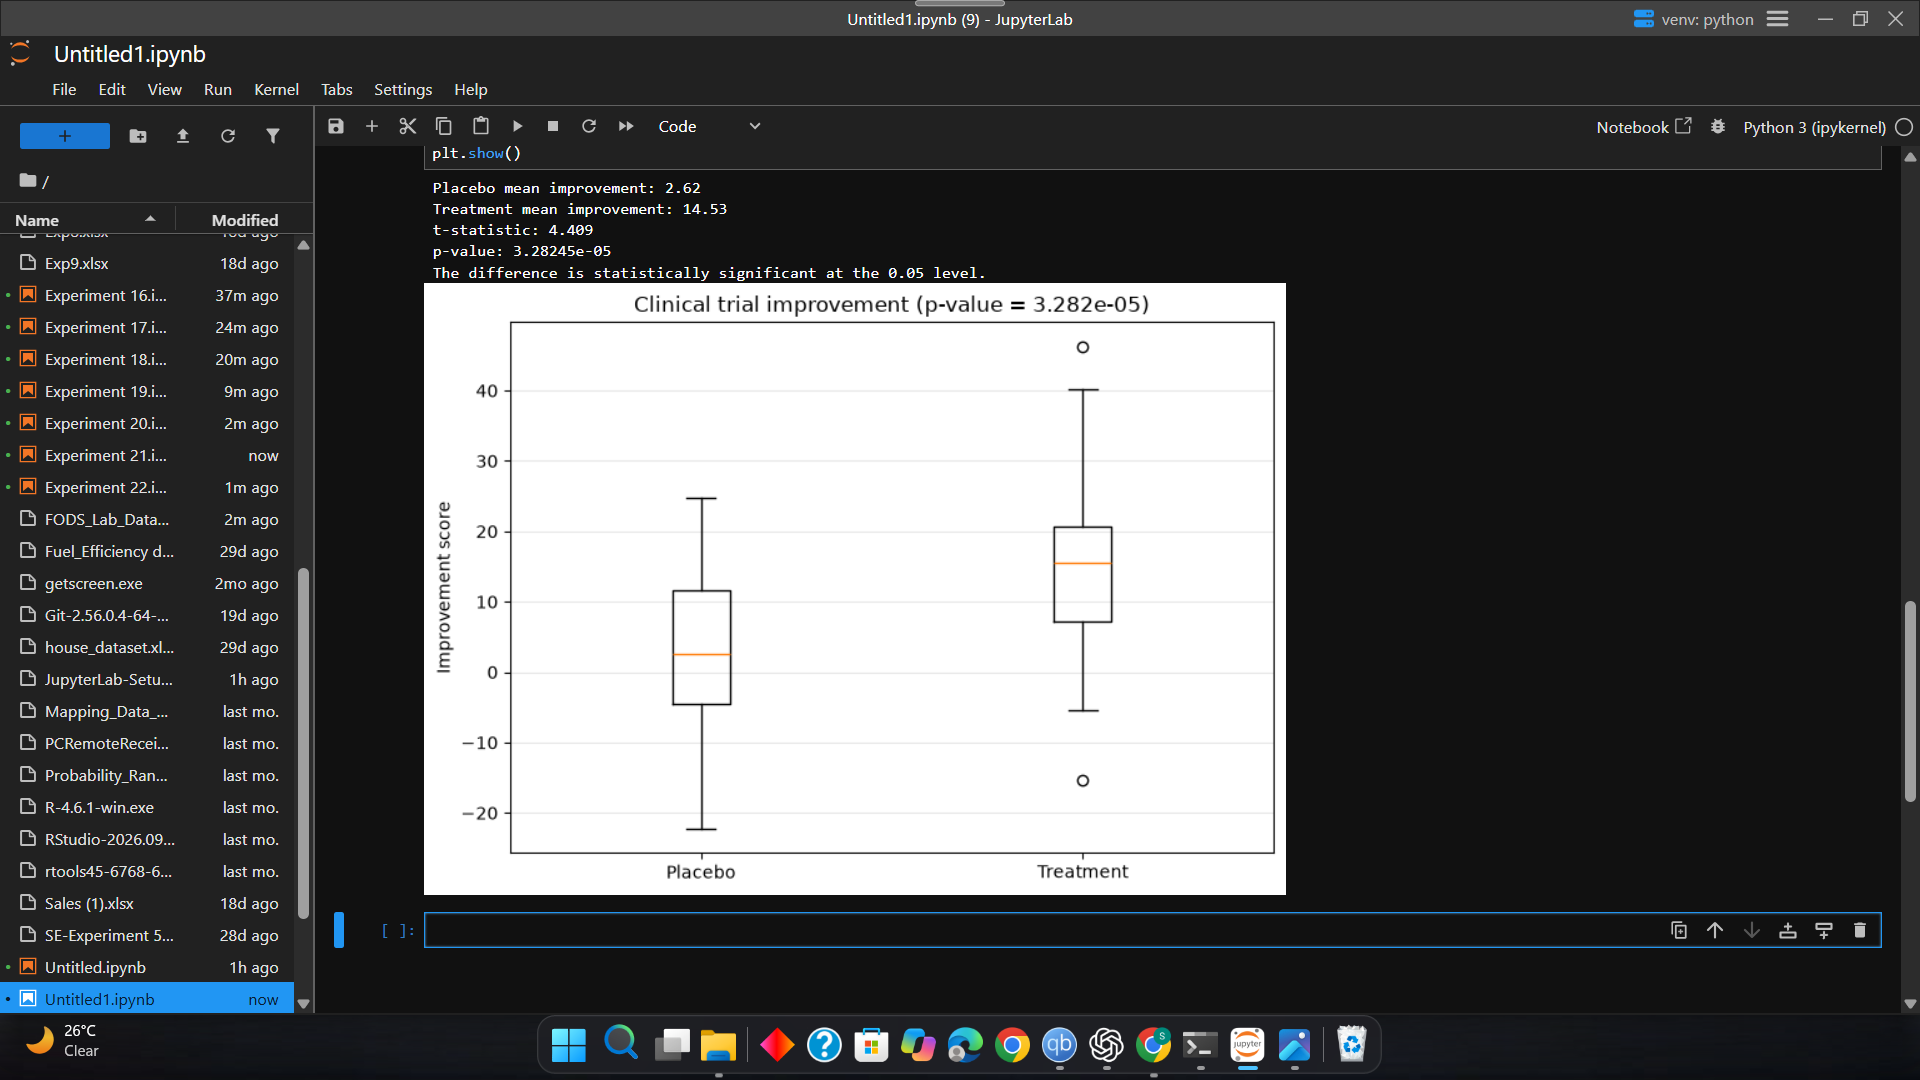 Untitled1.ipynb (9) - JupyterLab
venv: python
Untitled1.ipynb
File Edit View Run Kernel Tabs Settings Help
Code
Notebook
Python 3 (ipykernel)
/
Name Modified
Exp9.xlsx 18d ago
Experiment 16.i... 37m ago
Experiment 17.i... 24m ago
Experiment 18.i... 20m ago
Experiment 19.i... 9m ago
Experiment 20.i... 2m ago
Experiment 21.i... now
Experiment 22.i... 1m ago
FODS_Lab_Data... 2m ago
Fuel_Efficiency d... 29d ago
getscreen.exe 2mo ago
Git-2.56.0.4-64-... 19d ago
house_dataset.xl... 29d ago
JupyterLab-Setu... 1h ago
Mapping_Data_... last mo.
PCRemoteRecei... last mo.
Probability_Ran... last mo.
R-4.6.1-win.exe last mo.
RStudio-2026.09... last mo.
rtools45-6768-6... last mo.
Sales (1).xlsx 18d ago
SE-Experiment 5... 28d ago
Untitled.ipynb 1h ago
Untitled1.ipynb now
plt.show()
Placebo mean improvement: 2.62
Treatment mean improvement: 14.53
t-statistic: 4.409
p-value: 3.28245e-05
The difference is statistically significant at the 0.05 level.
Clinical trial improvement (p-value = 3.282e-05)
Improvement score
40
30
20
10
0
−10
−20
Placebo Treatment
[ ]:
26°C
Clear
qb
S
jupyter